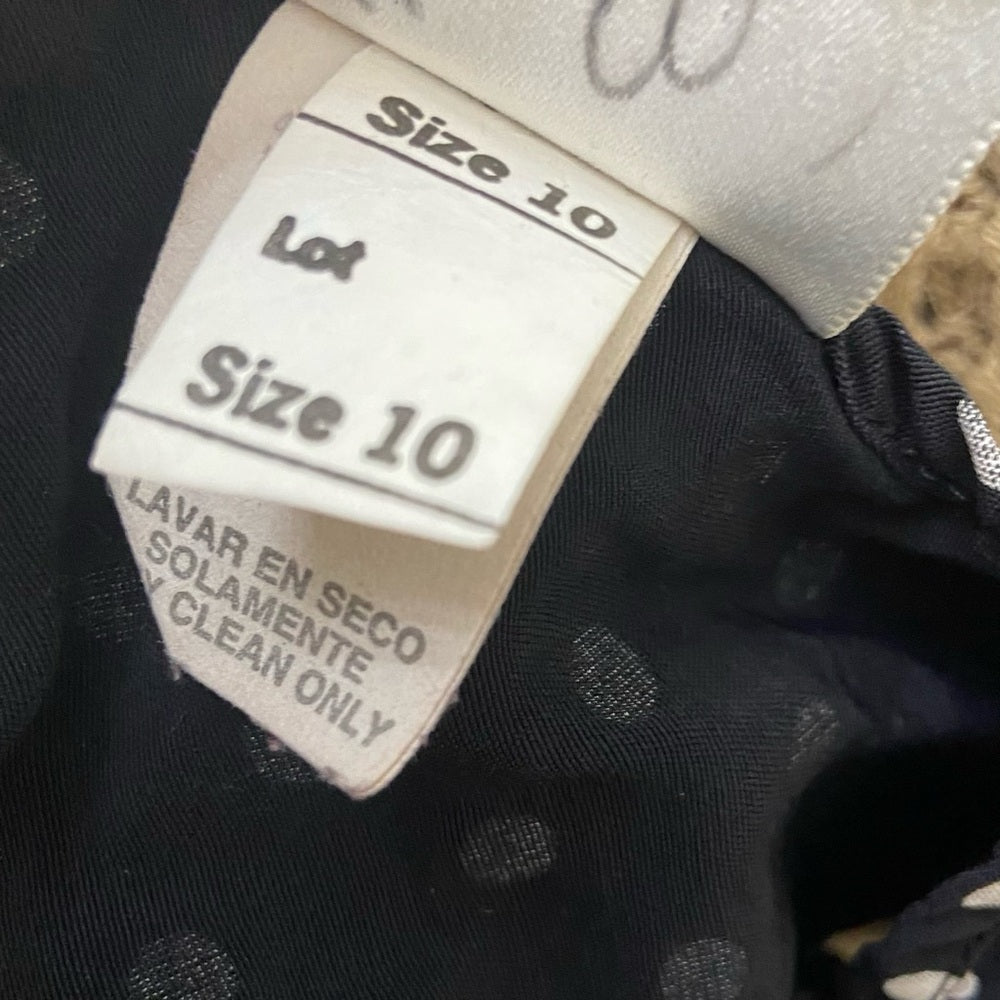 Size 10
Lot
Size 10
LAVAR EN SECO
SOLAMENTE
CLEAN ONLY